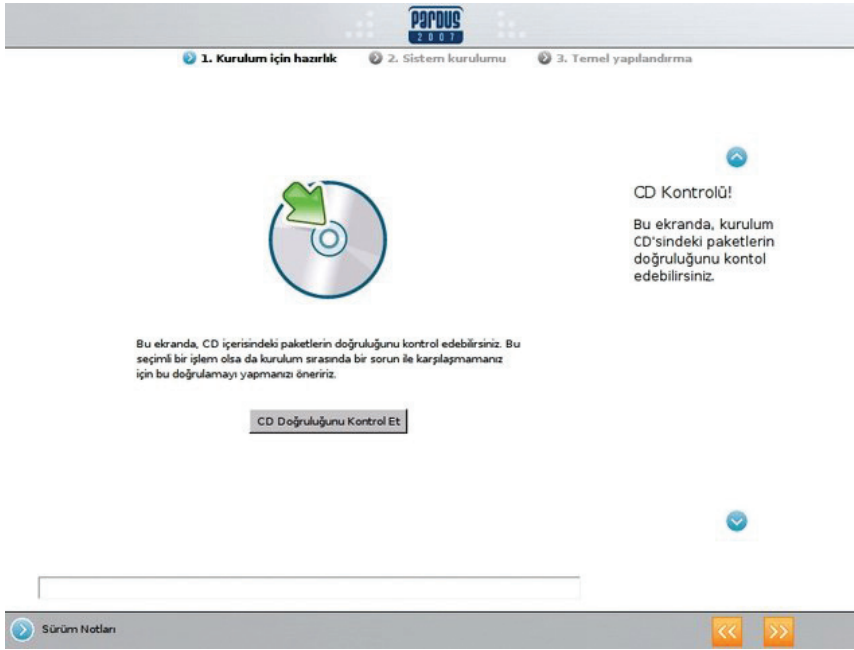 PARDUS
2007
1. Kurulum için hazırlık
2. Sistem kurulumu
3. Temel yapılandırma
CD Kontrolü!
Bu ekranda, kurulum
CD'sindeki paketlerin
doğruluğunu kontol
edebilirsiniz.
Bu ekranda, CD içerisindeki paketlerin doğruluğunu kontrol edebilirsiniz. Bu
seçimli bir işlem olsa da kurulum sırasında bir sorun ile karşılaşmamanız
için bu doğrulamayı yapmanızı öneririz.
CD Doğruluğunu Kontrol Et
Sürüm Notları